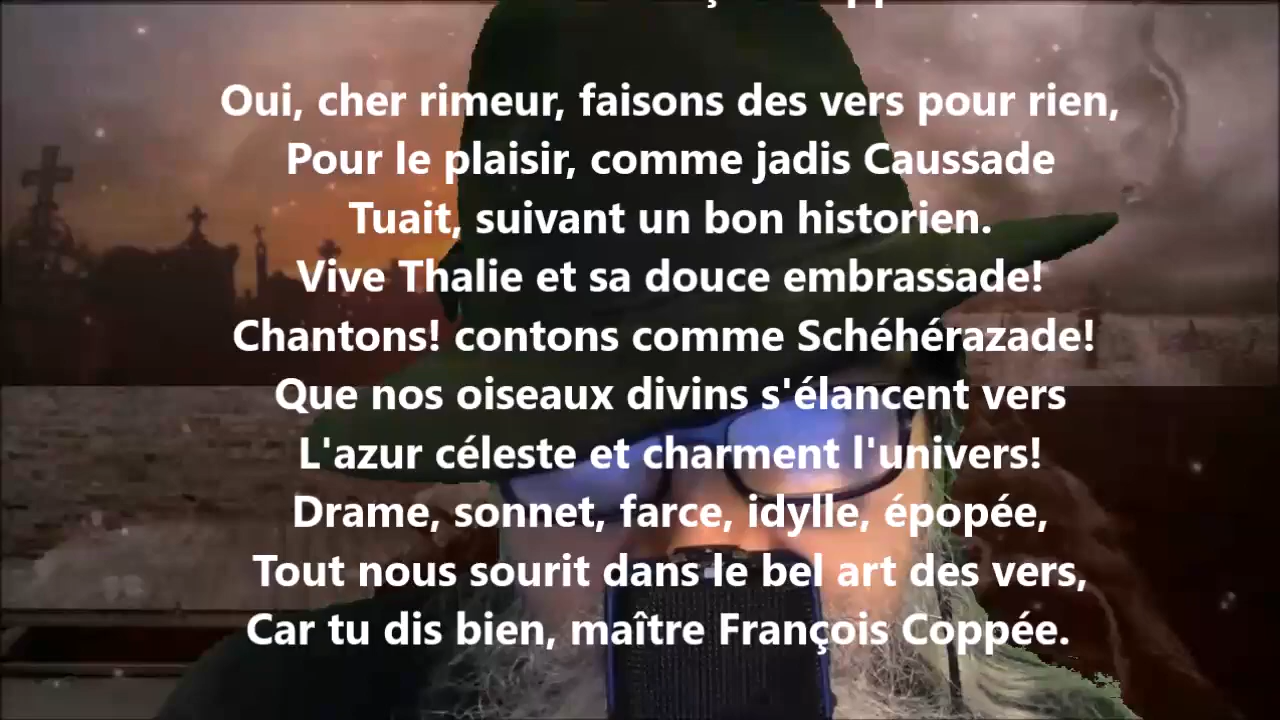 Oui, cher rimeur, faisons des vers pour rien,
Pour le plaisir, comme jadis Caussade
Tuait, suivant un bon historien.
Vive Thalie et sa douce embrassade!
Chantons! contons comme Schéhérazade!
Que nos oiseaux divins s'élancent vers
L'azur céleste et charment l'univers!
Drame, sonnet, farce, idylle, épopée,
Tout nous sourit dans le bel art des vers,
Car tu dis bien, maître François Coppée.